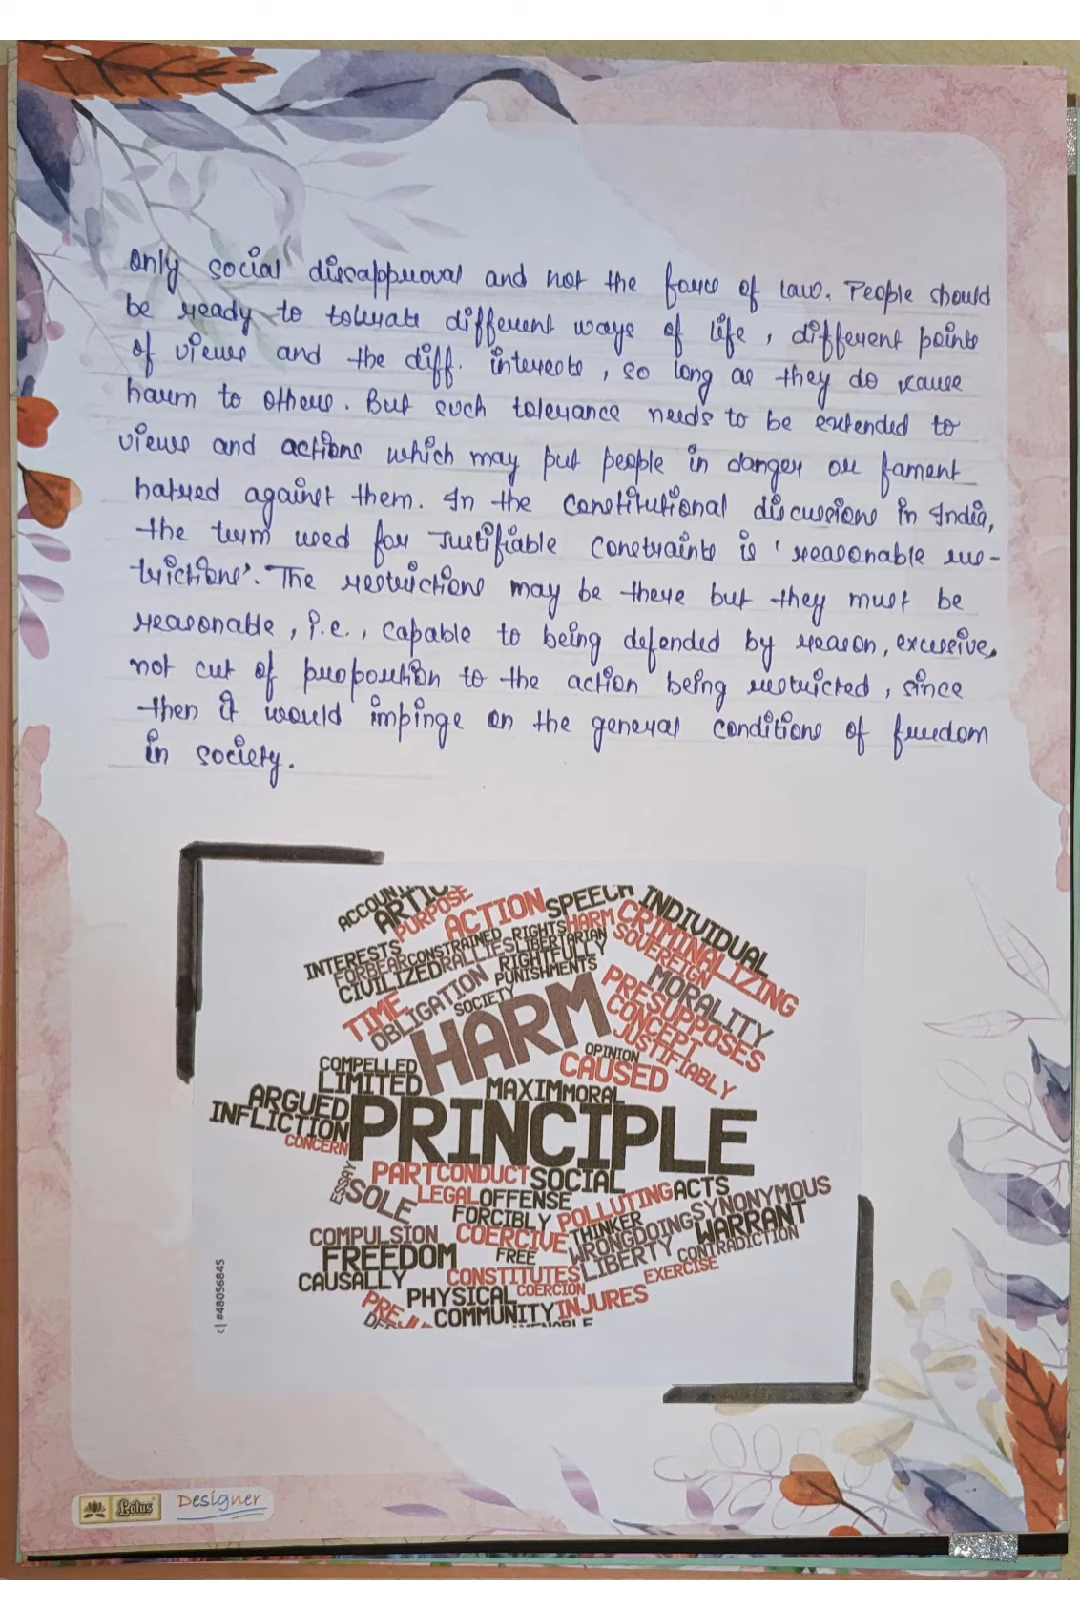 only social disapproval and not the force of law. People should
be ready to tolerate different ways of life, different points
of views and the diff. interests, so long as they do cause
harm to others. But such tolerance needs to be extended to
views and actions which may put people in danger or fament
hatred against them. In the constitutional discussions in India,
the term used for Justifiable constraints is 'reasonable res-
trictions'. The restrictions may be there but they must be
reasonable, i.e., capable to being defended by reason, excessive,
not cut of proportion to the action being restricted, since
then it would impinge on the general conditions of freedom
in society.
SPEECH
INDIVIDUAL
PURPOSE
ACTION
RIGHTS
HARM
CRIMINALIZING
INTERESTS
CONSTRAINED
LIBERTARIAN
SOVEREIGN
FORBEAR
RALLIES
RIGHTFULLY
CIVILIZED
PUNISHMENTS
MORALITY
TIME
OBLIGATION
SOCIETY
PRESUPPOSES
CONCEPT
HARM
JUSTIFIABLY
OPINION
COMPELLED
CAUSED
LIMITED
MAXIM
MORAL
ARGUED
INFLICTION
PRINCIPLE
CONCERN
PART
CONDUCT
SOCIAL
ESSAY
SOLE
LEGAL
OFFENSE
POLLUTING
ACTS
FORCIBLY
THINKER
SYNONYMOUS
COMPULSION
COERCIVE
WRONGDOING
WARRANT
FREEDOM
FREE
LIBERTY
CONTRADICTION
CAUSALLY
CONSTITUTES
EXERCISE
PHYSICAL
COERCION
COMMUNITY
INJURES
#48056845
Lotus Designer